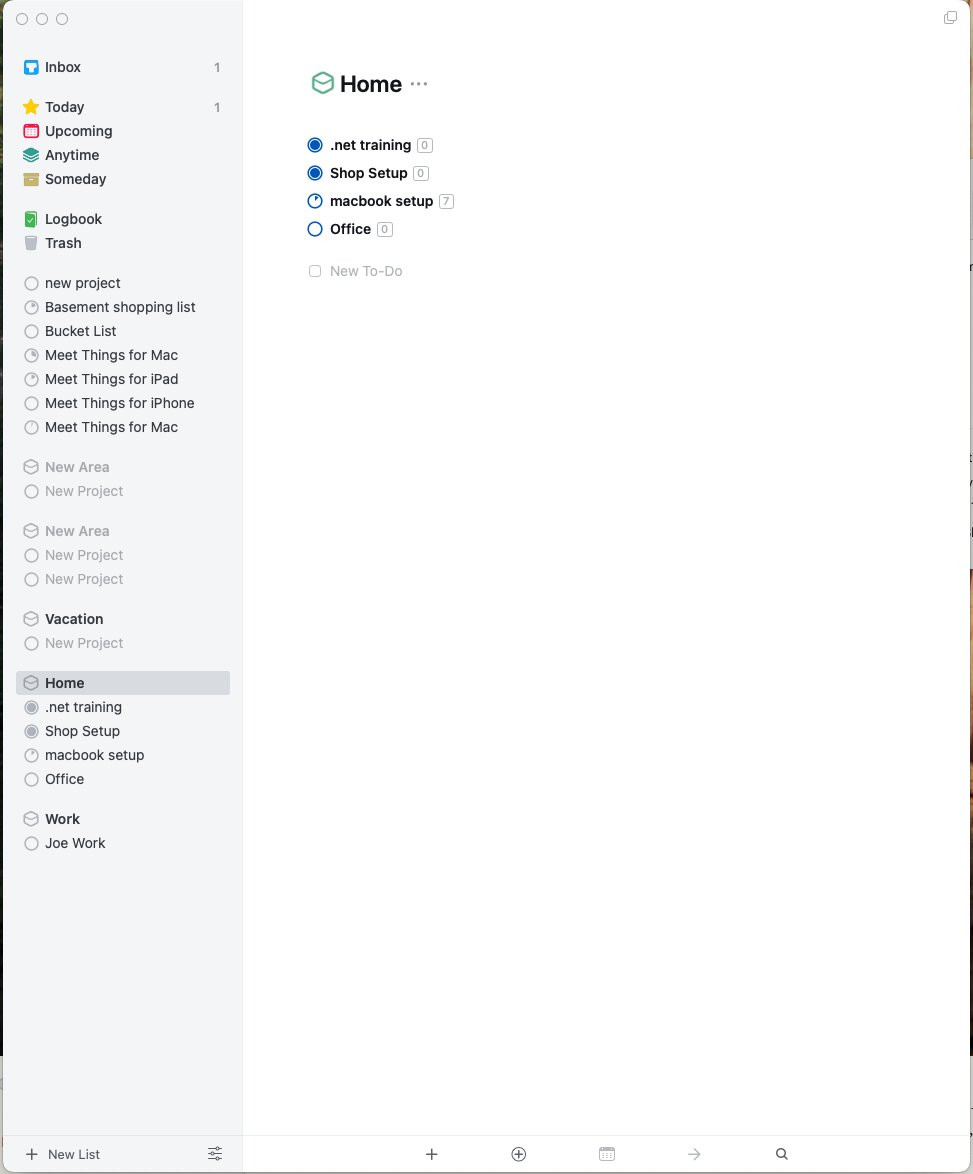 Inbox 1
Today 1
Upcoming
Anytime
Someday
Logbook
Trash
new project
Basement shopping list
Bucket List
Meet Things for Mac
Meet Things for iPad
Meet Things for iPhone
Meet Things for Mac
New Area
New Project
New Area
New Project
New Project
Vacation
New Project
Home
.net training
Shop Setup
macbook setup
Office
Work
Joe Work
New List
Home
.net training 0
Shop Setup 0
macbook setup 7
Office 0
New To-Do